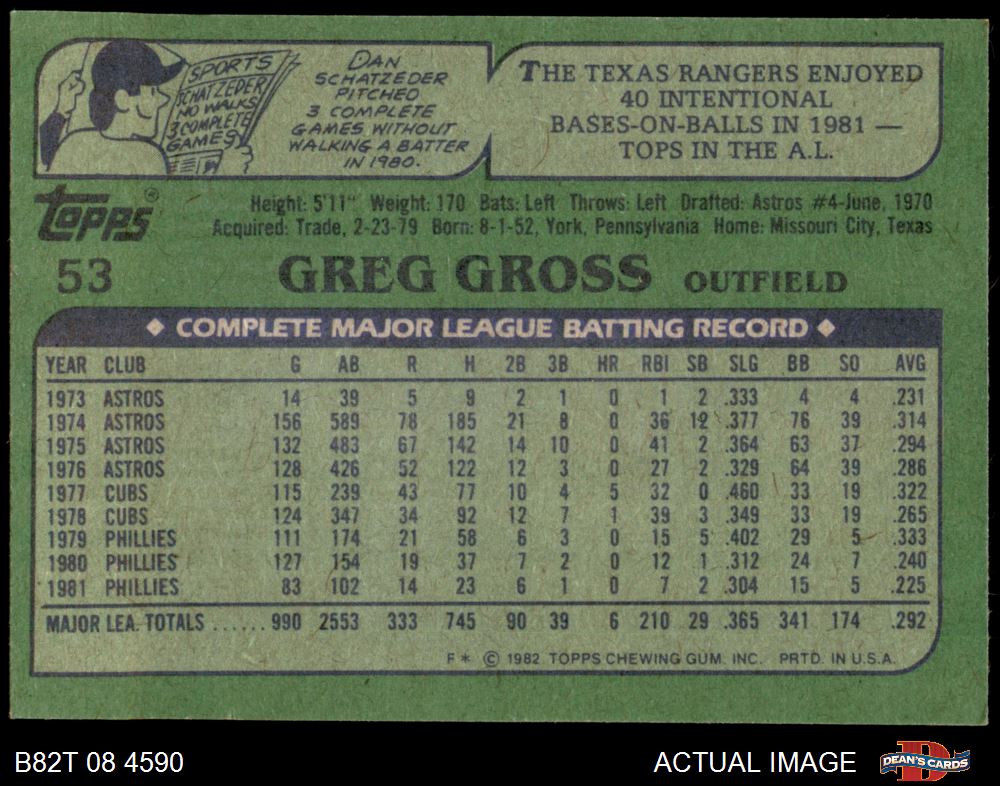 SPORTS
SCHATZEDER
NO WALKS
3 COMPLETE
GAMES
DAN
SCHATZEDER
PITCHED
3 COMPLETE
GAMES WITHOUT
WALKING A BATTER
IN 1980.
THE TEXAS RANGERS ENJOYED
40 INTENTIONAL
BASES-ON-BALLS IN 1981 —
TOPS IN THE A.L.
topps®
Height: 5'11" Weight: 170 Bats: Left Throws: Left Drafted: Astros #4-June, 1970
Acquired: Trade, 2-23-79 Born: 8-1-52, York, Pennsylvania Home: Missouri City, Texas
53 GREG GROSS OUTFIELD
◆ COMPLETE MAJOR LEAGUE BATTING RECORD ◆
YEAR CLUB G AB R H 2B 3B HR RBI SB SLG BB SO AVG
1973 ASTROS 14 39 5 9 2 1 0 1 2 .333 4 4 .231
1974 ASTROS 156 589 78 185 21 8 0 36 12 .377 76 39 .314
1975 ASTROS 132 483 67 142 14 10 0 41 2 .364 63 37 .294
1976 ASTROS 128 426 52 122 12 3 0 27 2 .329 64 39 .286
1977 CUBS 115 239 43 77 10 4 5 32 0 .460 33 19 .322
1978 CUBS 124 347 34 92 12 7 1 39 3 .349 33 19 .265
1979 PHILLIES 111 174 21 58 6 3 0 15 5 .402 29 5 .333
1980 PHILLIES 127 154 19 37 7 2 0 12 1 .312 24 7 .240
1981 PHILLIES 83 102 14 23 6 1 0 7 2 .304 15 5 .225
MAJOR LEA. TOTALS ...... 990 2553 333 745 90 39 6 210 29 .365 341 174 .292
F* © 1982 TOPPS CHEWING GUM, INC. PRTD. IN U.S.A.
B82T 08 4590 ACTUAL IMAGE DEAN'S CARDS